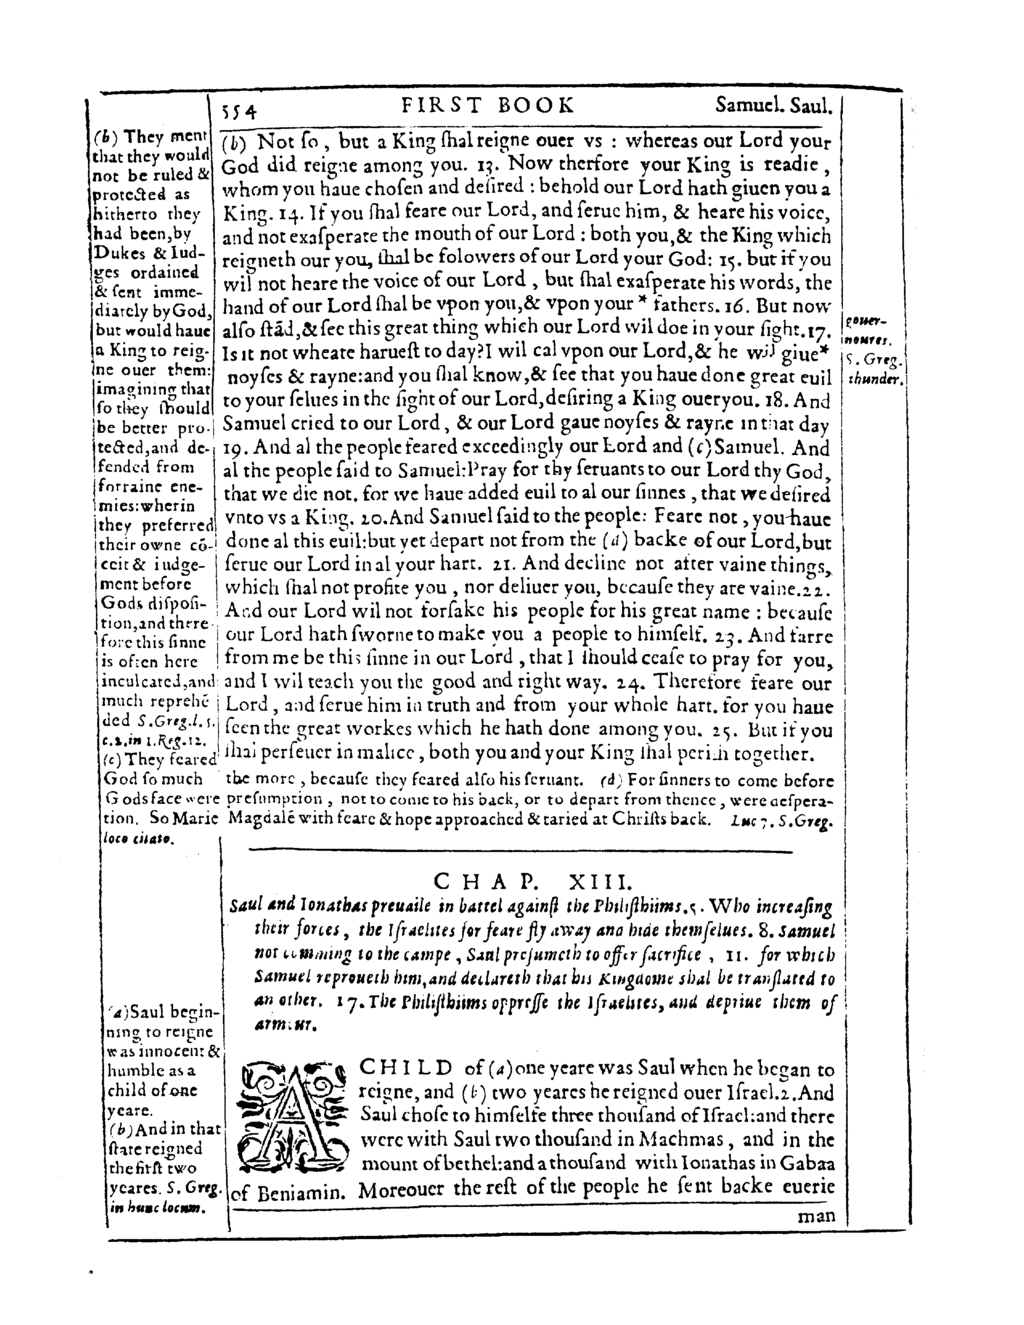 554 FIRST BOOK Samuel. Saul.
(b) Not ſo, but a King ſhal reigne ouer vs : whereas our Lord your
God did reigne among you. 13. Now therfore your King is readie,
whom you haue choſen and deſired : behold our Lord hath giuen you a
King. 14. If you ſhal feare our Lord, and ſerue him, & heare his voice,
and not exaſperate the mouth of our Lord : both you,& the King which
reigneth our you, ſhal be folowers of our Lord your God: 15. but if you
wil not heare the voice of our Lord, but ſhal exaſperate his words, the
hand of our Lord ſhal be vpon you,& vpon your * fathers. 16. But now
alſo ſtãd,& ſee this great thing which our Lord wil doe in your ſight. 17.
Is it not wheate harueſt to day? I wil cal vpon our Lord,& he wil giue*
noyſes & rayne: and you ſhal know,& ſee that you haue done great euil
to your ſelues in the ſight of our Lord, deſiring a King oueryou. 18. And
Samuel cried to our Lord, & our Lord gaue noyſes & rayne in that day
19. And al the people feared exceedingly our Lord and (c) Samuel. And
al the people ſaid to Samuel: Pray for thy ſeruants to our Lord thy God,
that we die not. for we haue added euil to al our ſinnes, that we deſired
vnto vs a King. 20. And Samuel ſaid to the people: Feare not, you haue
done al this euil: but yet depart not from the (d) backe of our Lord, but
ſerue our Lord in al your hart. 21. And decline not after vaine things,
which ſhal not profite you, nor deliuer you, becauſe they are vaine. 22.
And our Lord wil not forſake his people for his great name : becauſe
our Lord hath ſworne to make you a people to himſelf. 23. And farre
from me be this ſinne in our Lord, that I ſhould ceaſe to pray for you,
and I wil teach you the good and right way. 24. Therefore feare our
Lord, and ſerue him in truth and from your whole hart. for you haue
ſeen the great workes which he hath done among you. 25. But if you
ſhal perſeuer in malice, both you and your King ſhal periſh together.
(b) They ment
that they would
not be ruled &
protected as
hitherto they
had been, by
Dukes & Iud-
ges ordained
& ſent imme-
diately by God,
but would haue
a King to reig-
ne ouer them:
imagining that
ſo they ſhould
be better pro-
tected, and de-
fended from
forraine ene-
mies: wherin
they preferred
their owne cõ-
ceit & iudge-
ment before
Gods diſpoſi-
tion, and there-
fore this ſinne
is often here
inculcated, and
much reprehẽ
ded S. Greg. l. 5.
c. 2. in 1. Reg. 12.
(c) They feared
God ſo much the more, becauſe they feared alſo his ſeruant. (d) For ſinners to come before
Gods face were preſumption, not to come to his back, or to depart from thence, were deſpera-
tion. So Marie Magdalẽ with feare & hope approached & taried at Chriſts back. Luc 7. S. Greg.
loco citato.
gouer-
noures.
S. Greg.
thunder.
CHAP. XIII.
Saul and Ionathas preuaile in battel againſt the Philiſthiims. 5. Who increaſing
their forces, the Iſraelites for feare fly away and hide themſelues. 8. Samuel
not comming to the campe, Saul preſumeth to offer ſacrifice, 11. for which
Samuel reproueth him, and declareth that his Kingdome shal be tranſlated to
an other. 17. The Philiſthiims oppreſſe the Iſraelites, and depriue them of
armour.
A CHILD of (a) one yeare was Saul when he began to
reigne, and (b) two yeares he reigned ouer Iſrael. 2. And
Saul choſe to himſelfe three thouſand of Iſrael: and there
were with Saul two thouſand in Machmas, and in the
mount of bethel: and a thouſand with Ionathas in Gabaa
of Beniamin. Moreouer the reſt of the people he ſent backe euerie
man
(a) Saul begin-
ning to reigne
was innocent &
humble as a
child of one
yeare.
(b) And in that
ſtate reigned
the firſt two
yeares. S. Greg.
in hunc locum.